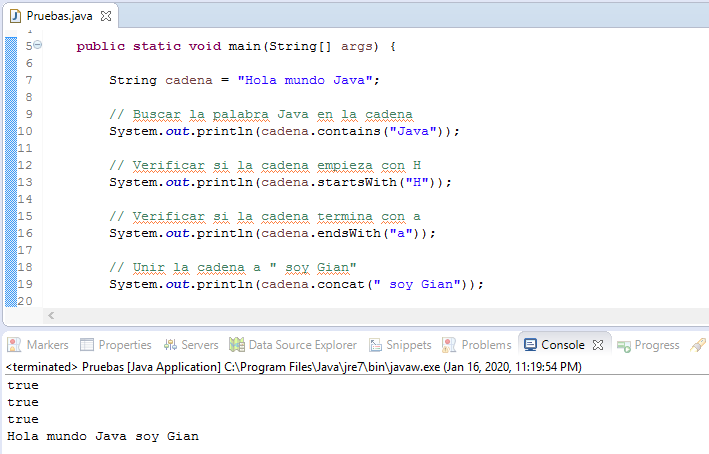 Pruebas.java
5 public static void main(String[] args) {
6
7 String cadena = "Hola mundo Java";
8
9 // Buscar la palabra Java en la cadena
10 System.out.println(cadena.contains("Java"));
11
12 // Verificar si la cadena empieza con H
13 System.out.println(cadena.startsWith("H"));
14
15 // Verificar si la cadena termina con a
16 System.out.println(cadena.endsWith("a"));
17
18 // Unir la cadena a " soy Gian"
19 System.out.println(cadena.concat(" soy Gian"));
20
Markers Properties Servers Data Source Explorer Snippets Problems Console Progress
<terminated> Pruebas [Java Application] C:\Program Files\Java\jre7\bin\javaw.exe (Jan 16, 2020, 11:19:54 PM)
true
true
true
Hola mundo Java soy Gian